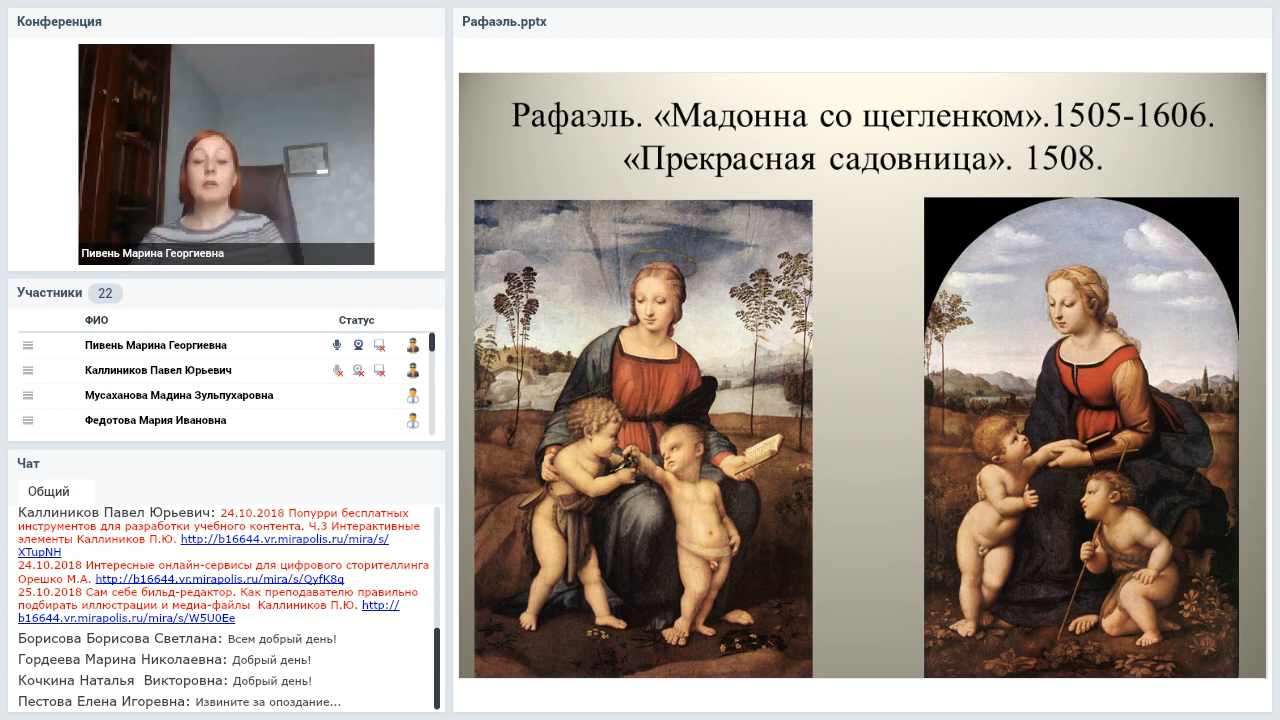 Конференция
Пивень Марина Георгиевна
Участники 22
ФИО Статус
Пивень Марина Георгиевна
Каллиников Павел Юрьевич
Мусаханова Мадина Зульпухаровна
Федотова Мария Ивановна
Чат
Общий
Каллиников Павел Юрьевич: 24.10.2018 Попурри бесплатных
инструментов для разработки учебного контента. Ч.3 Интерактивные
элементы Каллиников П.Ю. http://b16644.vr.mirapolis.ru/mira/s/
XTupNH
24.10.2018 Интересные онлайн-сервисы для цифрового сторителлинга
Орешко М.А. http://b16644.vr.mirapolis.ru/mira/s/QyfK8q
25.10.2018 Сам себе бильд-редактор. Как преподавателю правильно
подбирать иллюстрации и медиа-файлы Каллиников П.Ю. http://
b16644.vr.mirapolis.ru/mira/s/W5U0Ee
Борисова Борисова Светлана: Всем добрый день!
Гордеева Марина Николаевна: Добрый день!
Кочкина Наталья Викторовна: Добрый день!
Пестова Елена Игоревна: Извините за опоздание...
Рафаэль.pptx
Рафаэль. «Мадонна со щегленком».1505-1606.
«Прекрасная садовница». 1508.